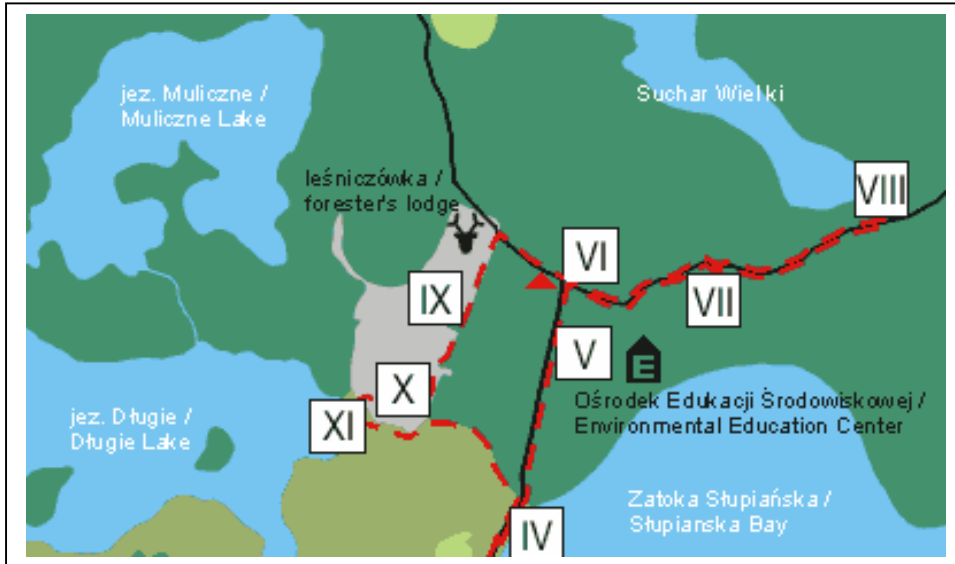 jez. Muliczne /
Muliczne Lake
Suchar Wielki
leśniczówka /
forester's lodge
VIII
VI
IX
VII
V
E
X
Ośrodek Edukacji Środowiskowej /
Environmental Education Center
jez. Długie /
Długie Lake
XI
Zatoka Słupiańska /
Słupianska Bay
IV